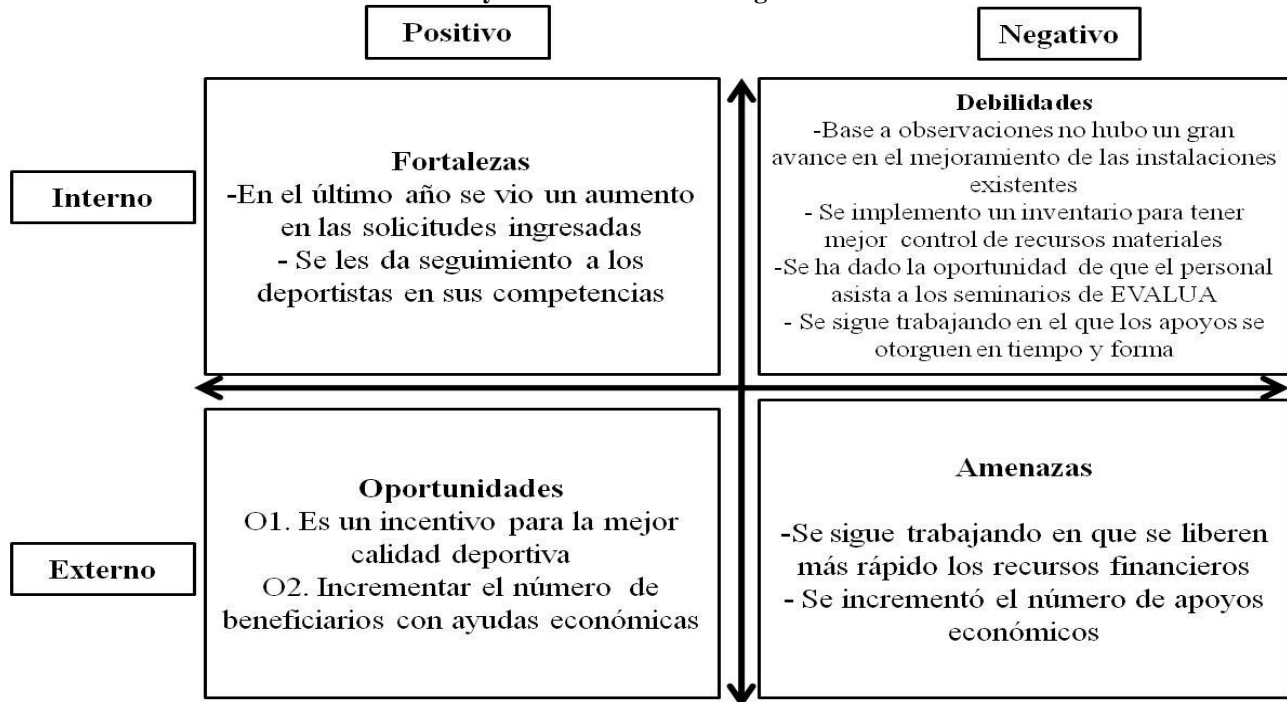 Positivo
Negativo
Interno
Fortalezas
-En el último año se vio un aumento
en las solicitudes ingresadas
- Se les da seguimiento a los
deportistas en sus competencias
Debilidades
-Base a observaciones no hubo un gran
avance en el mejoramiento de las instalaciones
existentes
- Se implemento un inventario para tener
mejor control de recursos materiales
-Se ha dado la oportunidad de que el personal
asista a los seminarios de EVALUA
- Se sigue trabajando en el que los apoyos se
otorguen en tiempo y forma
Externo
Oportunidades
O1. Es un incentivo para la mejor
calidad deportiva
O2. Incrementar el número de
beneficiarios con ayudas económicas
Amenazas
-Se sigue trabajando en que se liberen
más rápido los recursos financieros
- Se incrementó el número de apoyos
económicos